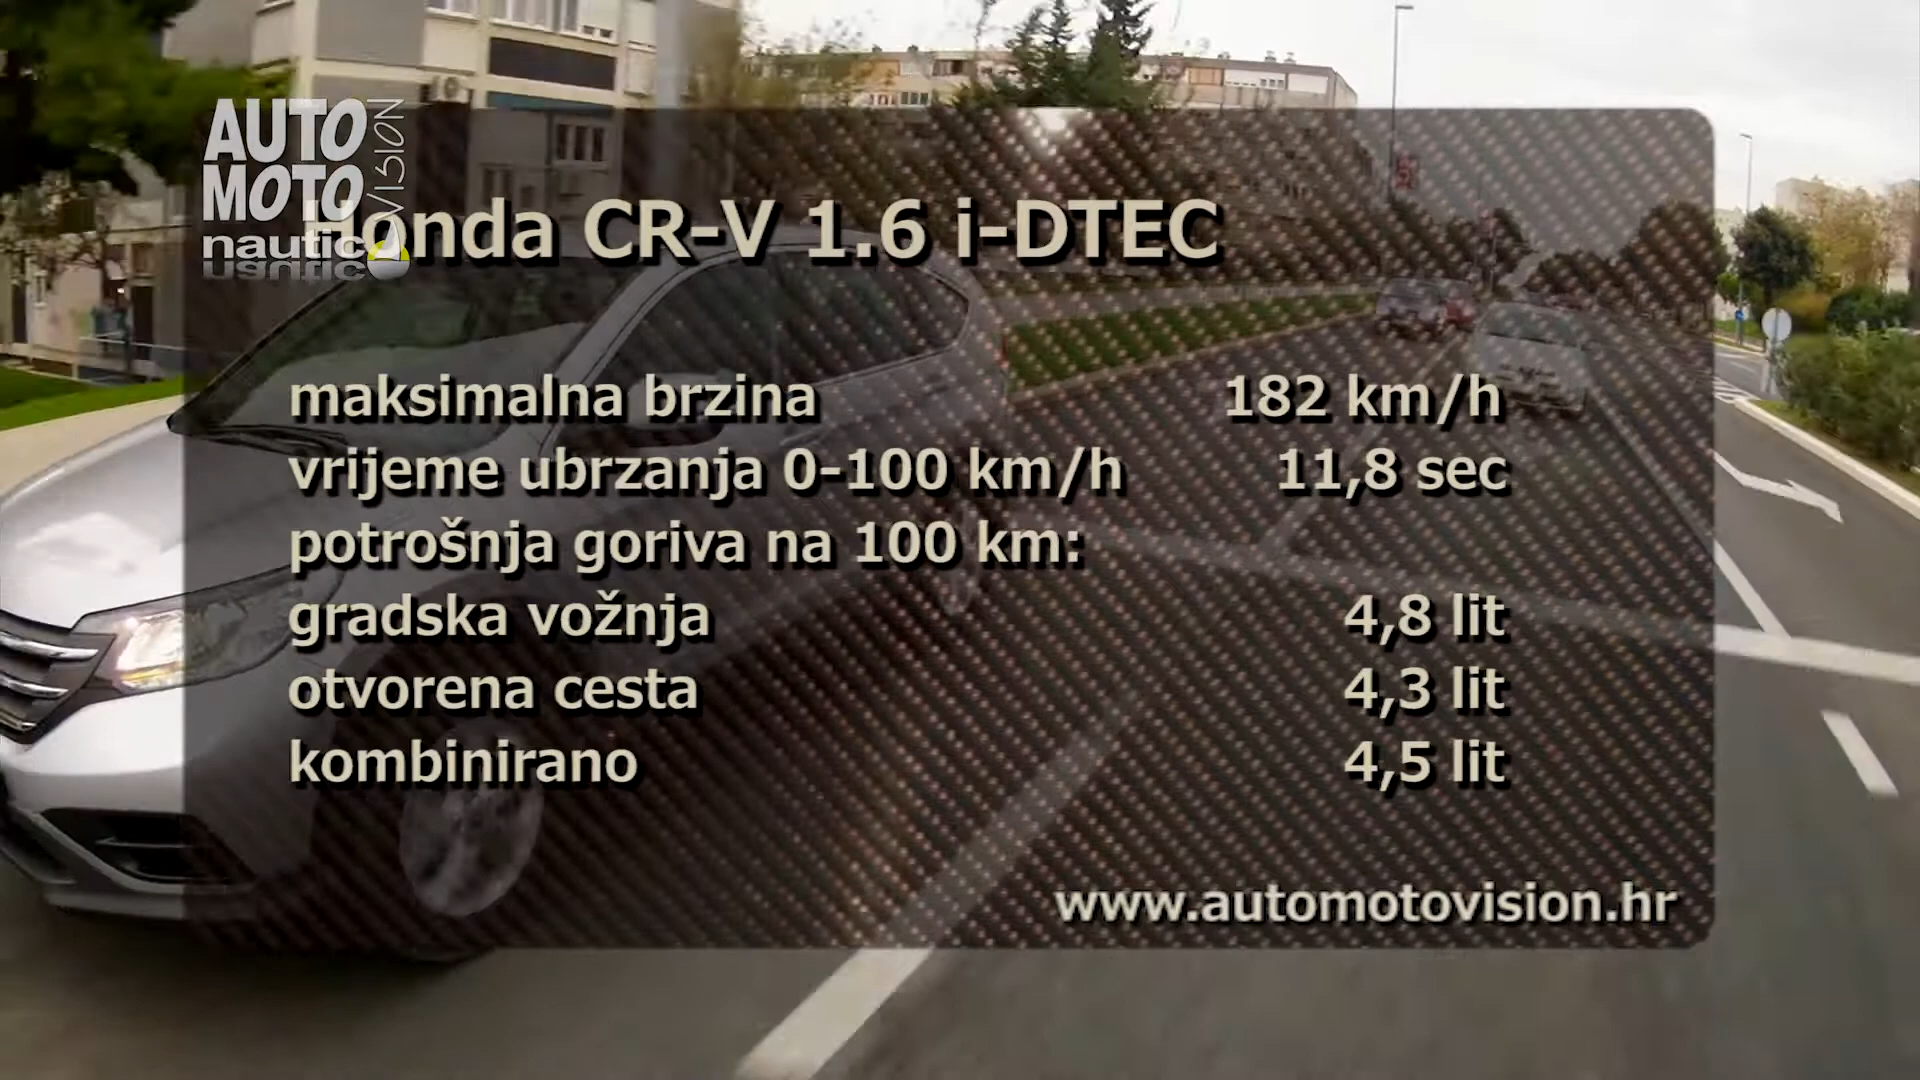 AUTO
MOTO
VISION
nautic
Honda CR-V 1.6 i-DTEC
maksimalna brzina 182 km/h
vrijeme ubrzanja 0-100 km/h 11,8 sec
potrošnja goriva na 100 km:
gradska vožnja 4,8 lit
otvorena cesta 4,3 lit
kombinirano 4,5 lit
www.automotovision.hr